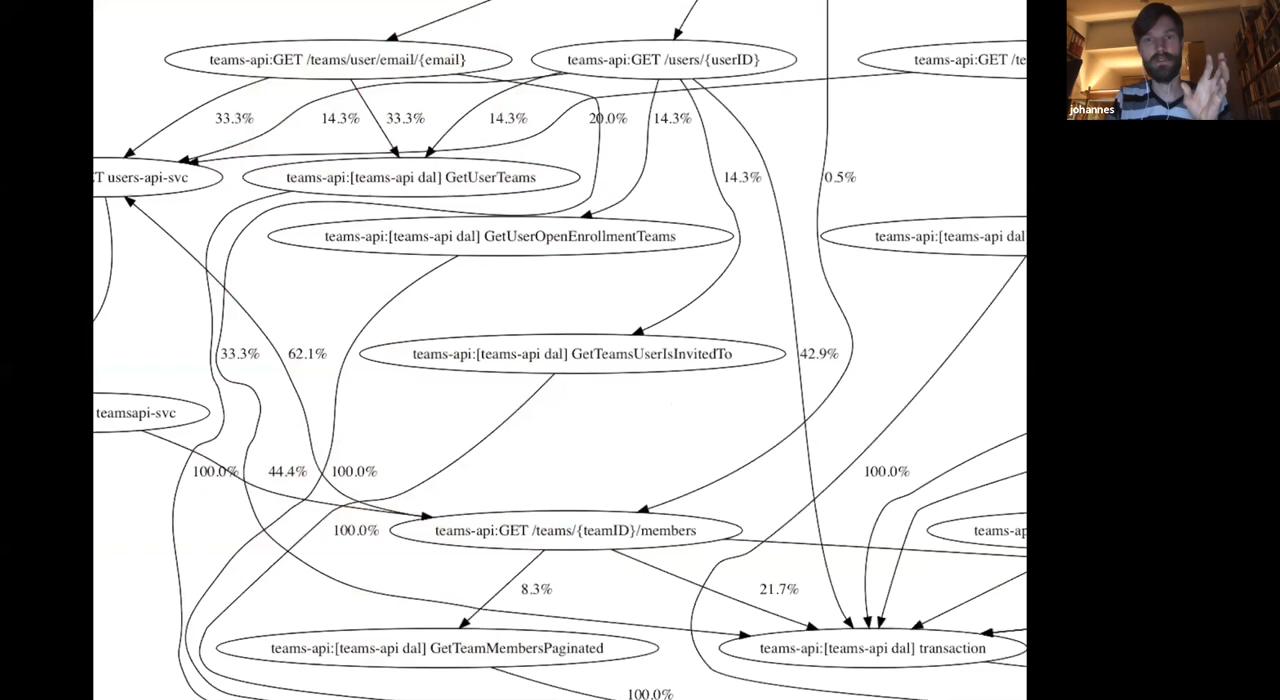 teams-api:GET /teams/user/email/{email}
teams-api:GET /users/{userID}
teams-api:GET /te
johannes
33.3%
14.3%
33.3%
14.3%
20.0%
14.3%
T users-api-svc
teams-api:[teams-api dal] GetUserTeams
14.3%
0.5%
teams-api:[teams-api dal] GetUserOpenEnrollmentTeams
teams-api:[teams-api dal
33.3%
62.1%
teams-api:[teams-api dal] GetTeamsUserIsInvitedTo
42.9%
teamsapi-svc
100.0%
44.4%
100.0%
100.0%
100.0%
teams-api:GET /teams/{teamID}/members
teams-ap
8.3%
21.7%
teams-api:[teams-api dal] GetTeamMembersPaginated
teams-api:[teams-api dal] transaction
100.0%